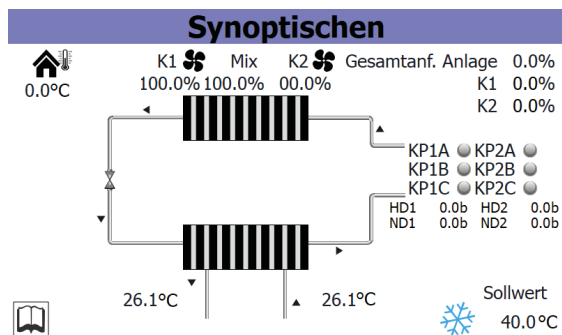 Synoptischen
K1 Mix K2 Gesamtanf. Anlage 0.0%
0.0°C 100.0% 100.0% 00.0% K1 0.0%
K2 0.0%
KP1A KP2A
KP1B KP2B
KP1C KP2C
HD1 0.0b HD2 0.0b
ND1 0.0b ND2 0.0b
26.1°C 26.1°C
Sollwert
40.0°C